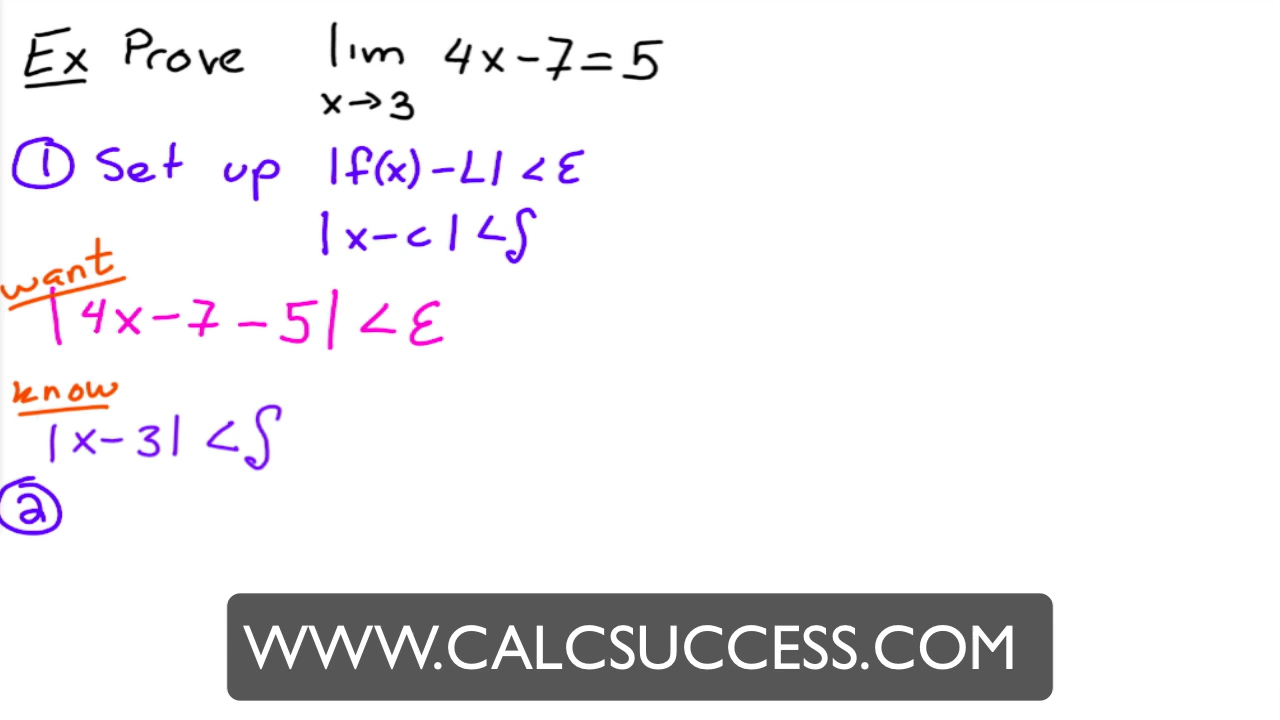 Ex Prove lim 4x-7=5
x→3
① Set up |f(x)-L|<ε
|x-c|<δ
want
|4x-7-5|<ε
know
|x-3|<δ
②
WWW.CALCSUCCESS.COM